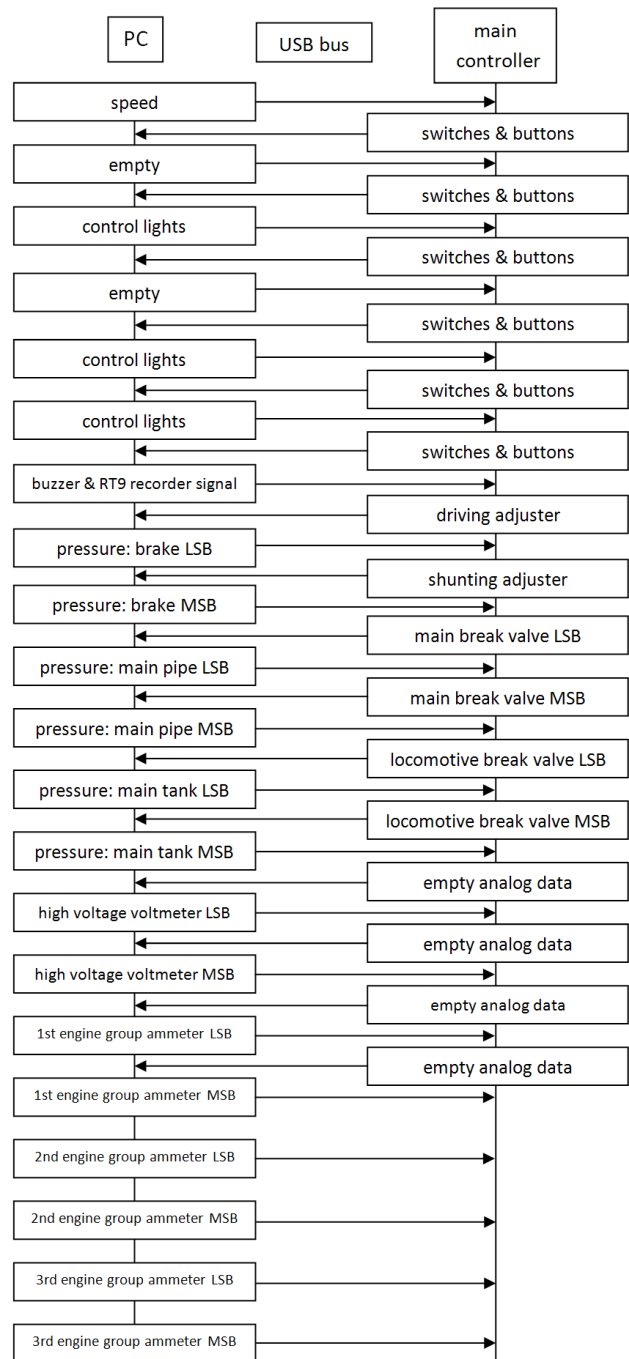 PC
USB bus
main
controller
speed
switches & buttons
empty
switches & buttons
control lights
switches & buttons
empty
switches & buttons
control lights
switches & buttons
control lights
switches & buttons
buzzer & RT9 recorder signal
driving adjuster
pressure: brake LSB
shunting adjuster
pressure: brake MSB
main break valve LSB
pressure: main pipe LSB
main break valve MSB
pressure: main pipe MSB
locomotive break valve LSB
pressure: main tank LSB
locomotive break valve MSB
pressure: main tank MSB
empty analog data
high voltage voltmeter LSB
empty analog data
high voltage voltmeter MSB
empty analog data
1st engine group ammeter LSB
empty analog data
1st engine group ammeter MSB
2nd engine group ammeter LSB
2nd engine group ammeter MSB
3rd engine group ammeter LSB
3rd engine group ammeter MSB